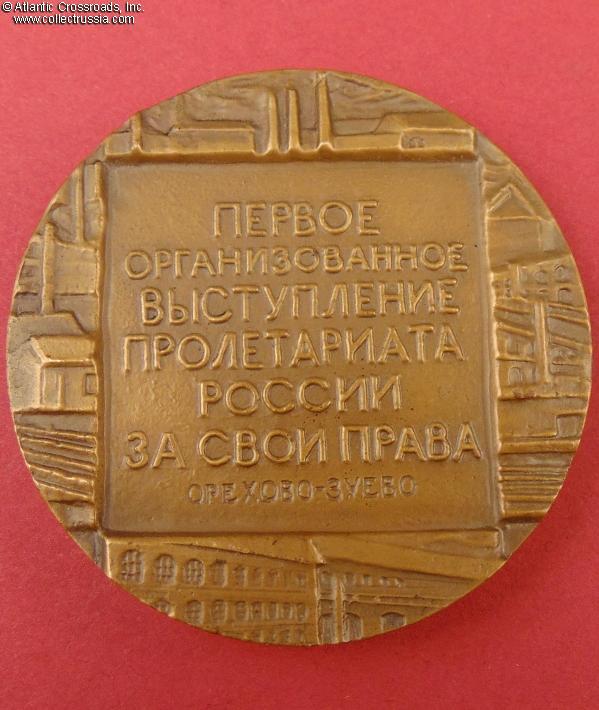 © Atlantic Crossroads, Inc.
www.collectrussia.com
ПЕРВОЕ
ОРГАНИЗОВАННОЕ
ВЫСТУПЛЕНИЕ
ПРОЛЕТАРИАТА
РОССИИ
ЗА СВОИ ПРАВА
ОРЕХОВО-ЗУЕВО